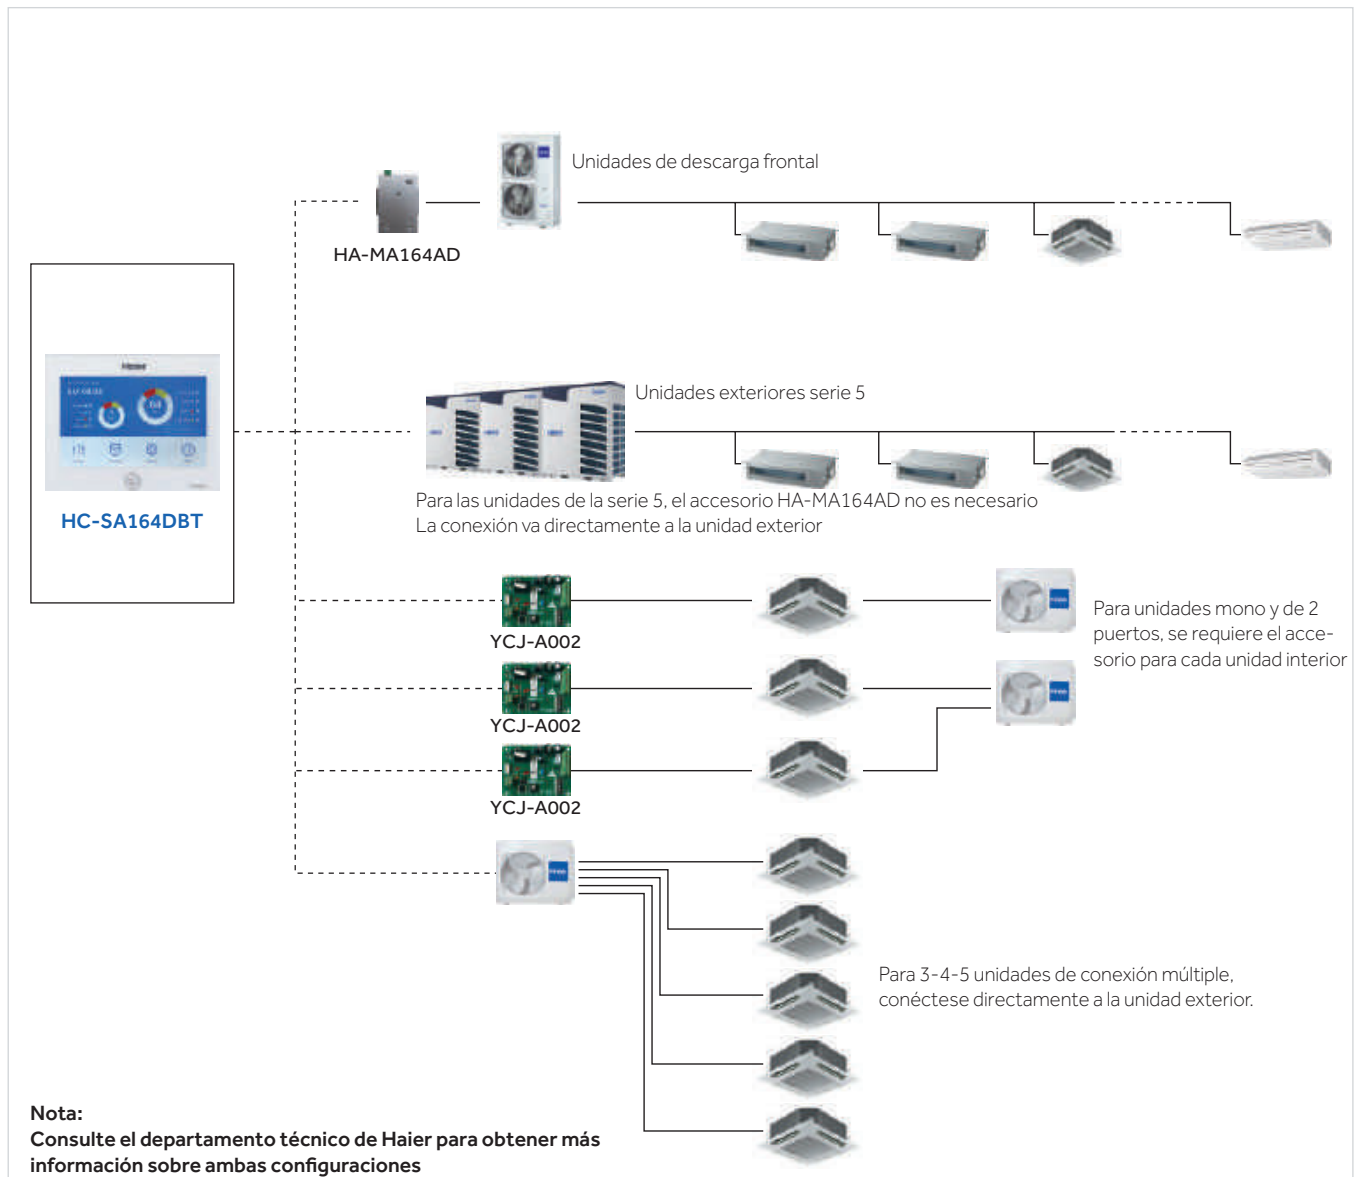 Unidades de descarga frontal
HA-MA164AD
Haier
HC-SA164DBT
Unidades exteriores serie 5
Para las unidades de la serie 5, el accesorio HA-MA164AD no es necesario
La conexión va directamente a la unidad exterior
YCJ-A002
Para unidades mono y de 2
puertos, se requiere el acce-
sorio para cada unidad interior
YCJ-A002
YCJ-A002
Para 3-4-5 unidades de conexión múltiple,
conéctese directamente a la unidad exterior.
Nota:
Consulte el departamento técnico de Haier para obtener más
información sobre ambas configuraciones